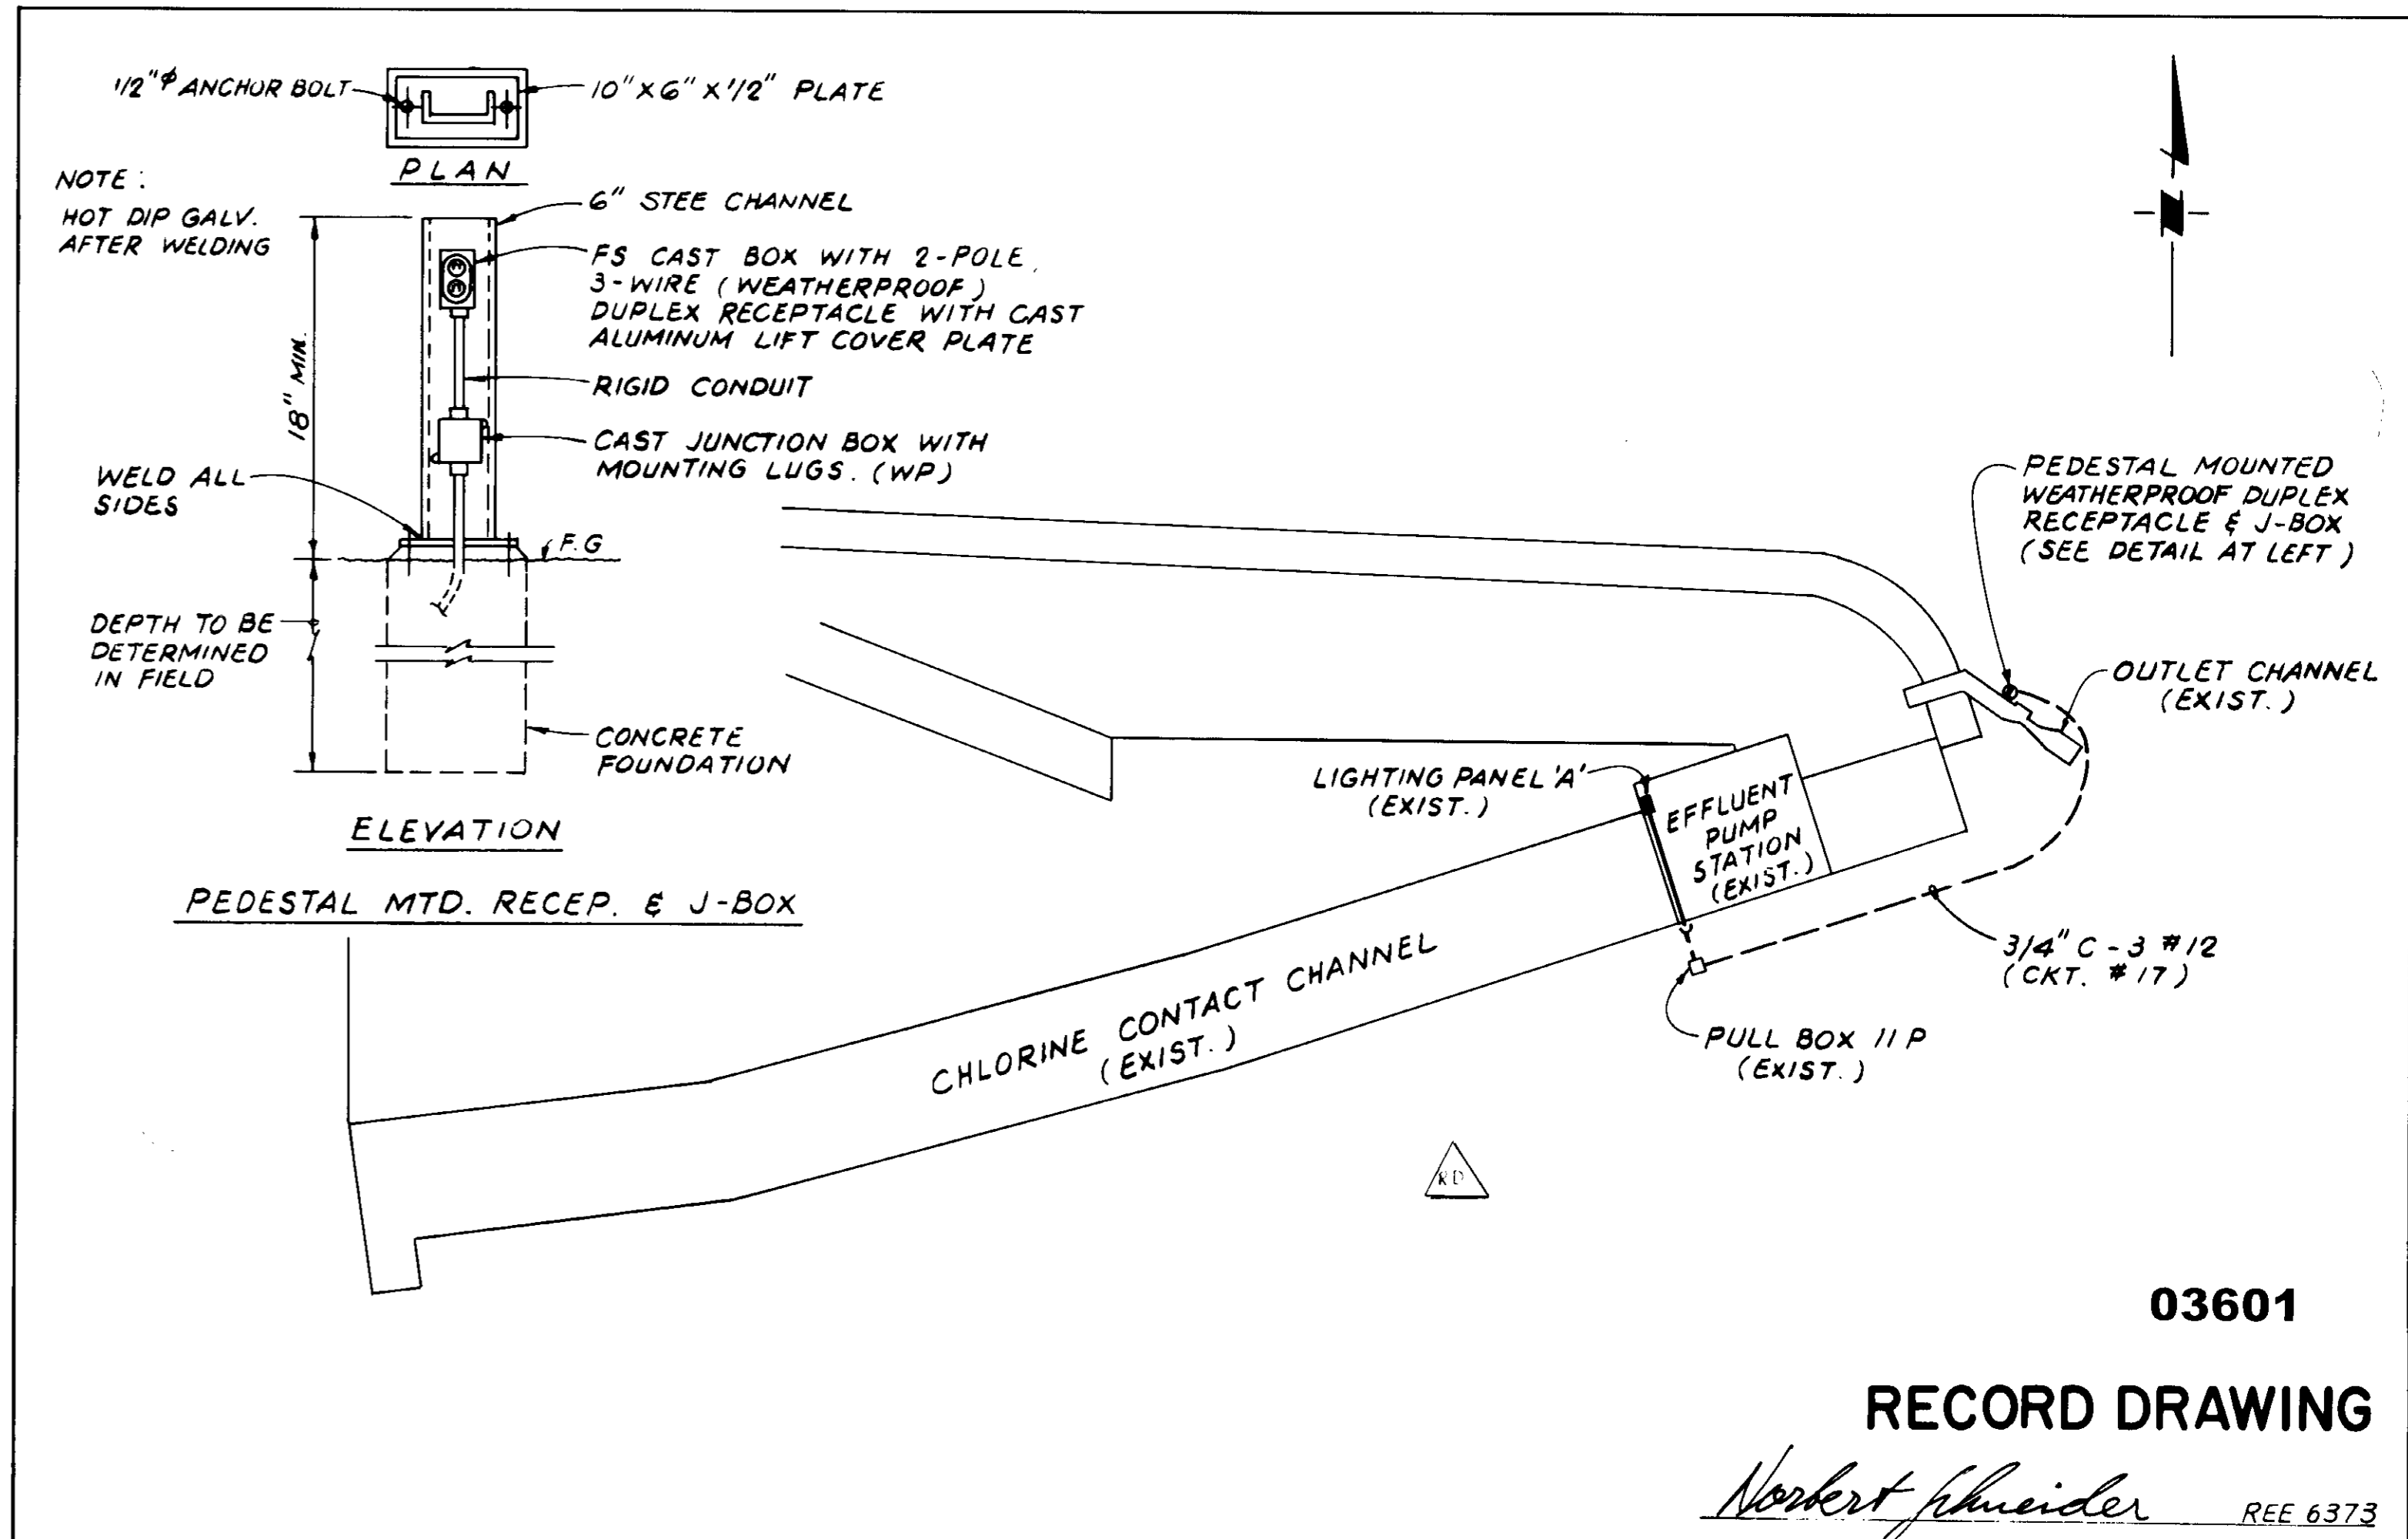 1/2"φ ANCHOR BOLT
10" X 6" X 1/2" PLATE
PLAN
NOTE :
HOT DIP GALV.
AFTER WELDING
6" STEE CHANNEL
FS CAST BOX WITH 2-POLE
3-WIRE (WEATHERPROOF)
DUPLEX RECEPTACLE WITH CAST
ALUMINUM LIFT COVER PLATE
18" MIN.
RIGID CONDUIT
CAST JUNCTION BOX WITH
MOUNTING LUGS. (WP)
WELD ALL
SIDES
F.G
DEPTH TO BE
DETERMINED
IN FIELD
CONCRETE
FOUNDATION
ELEVATION
PEDESTAL MTD. RECEP. & J-BOX
N
PEDESTAL MOUNTED
WEATHERPROOF DUPLEX
RECEPTACLE & J-BOX
(SEE DETAIL AT LEFT)
OUTLET CHANNEL
(EXIST.)
LIGHTING PANEL 'A'
(EXIST.)
EFFLUENT
PUMP
STATION
(EXIST.)
3/4" C - 3 #12
(CKT. #17)
PULL BOX 11 P
(EXIST.)
CHLORINE CONTACT CHANNEL
(EXIST.)
RD
03601
RECORD DRAWING
Norbert Schneider REE 6373